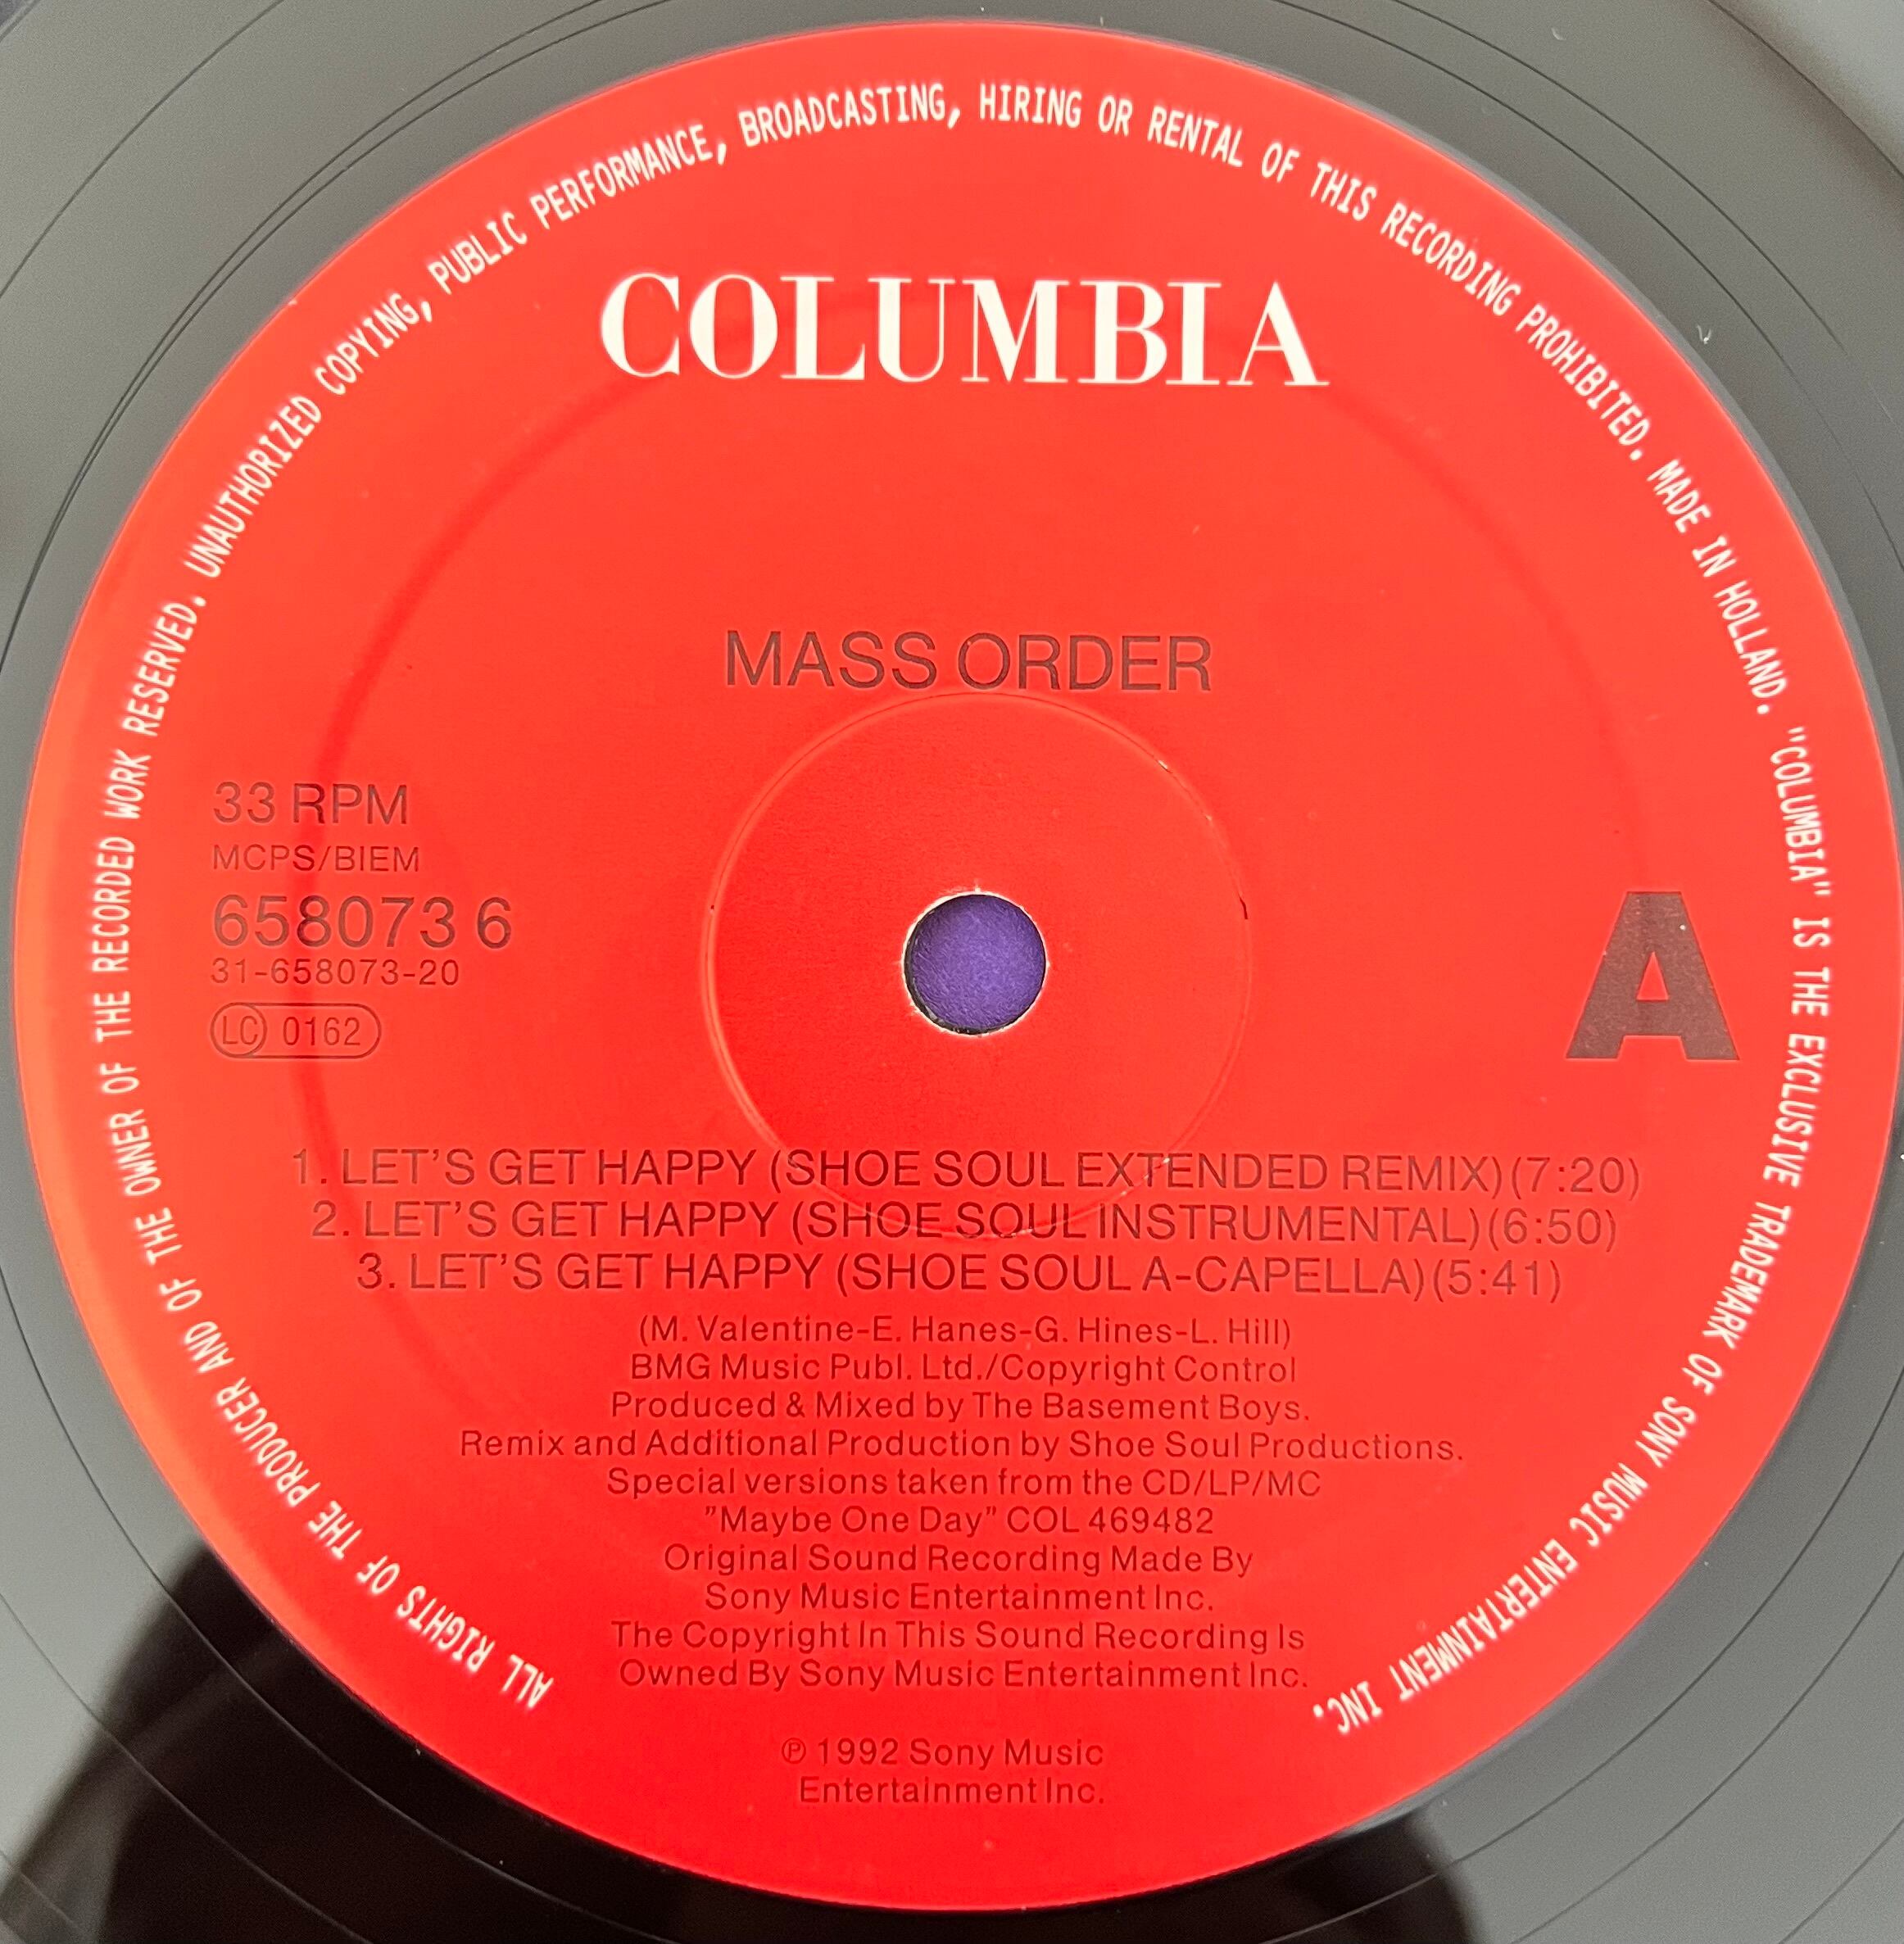 ALL RIGHTS OF THE PRODUCER AND OF THE OWNER OF THE RECORDED WORK RESERVED. UNAUTHORIZED COPYING, PUBLIC PERFORMANCE, BROADCASTING, HIRING OR RENTAL OF THIS RECORDING PROHIBITED. MADE IN HOLLAND. "COLUMBIA" IS THE EXCLUSIVE TRADEMARK OF SONY MUSIC ENTERTAINMENT INC.
COLUMBIA
MASS ORDER
33 RPM
MCPS/BIEM
658073 6
31-658073-20
LC 0162
A
1. LET'S GET HAPPY (SHOE SOUL EXTENDED REMIX) (7:20)
2. LET'S GET HAPPY (SHOE SOUL INSTRUMENTAL) (6:50)
3. LET'S GET HAPPY (SHOE SOUL A-CAPELLA) (5:41)
(M. Valentine-E. Hanes-G. Hines-L. Hill)
BMG Music Publ. Ltd./Copyright Control
Produced & Mixed by The Basement Boys.
Remix and Additional Production by Shoe Soul Productions.
Special versions taken from the CD/LP/MC
"Maybe One Day" COL 469482
Original Sound Recording Made By
Sony Music Entertainment Inc.
The Copyright In This Sound Recording Is
Owned By Sony Music Entertainment Inc.
℗ 1992 Sony Music
Entertainment Inc.